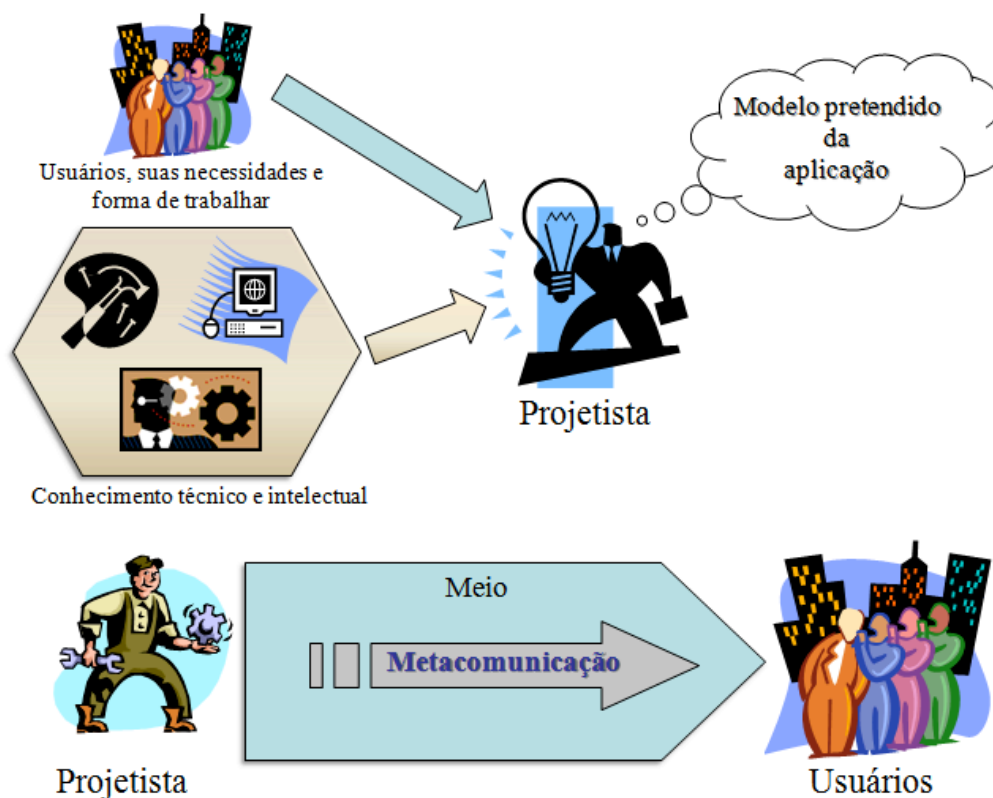 Modelo pretendido
da
aplicação
Usuários, suas necessidades e
forma de trabalhar
Projetista
Conhecimento técnico e intelectual
Meio
Metacomunicação
Projetista
Usuários